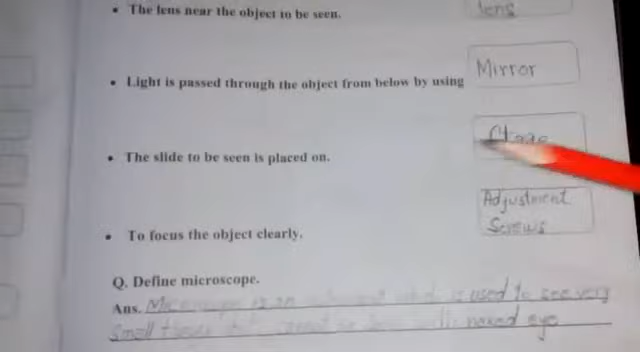 • The lens near the object to be seen. lens
• Light is passed through the object from below by using Mirror
• The slide to be seen is placed on.
• To focus the object clearly. Adjustment
Screws
Q. Define microscope.
Ans. Microscope is an which is used to see very
small naked eye